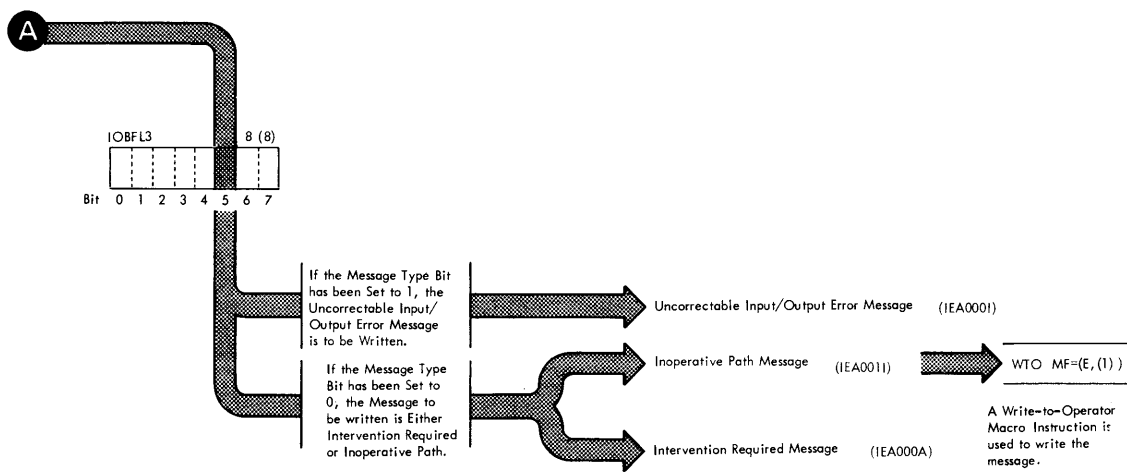 A
IOBFL3 8 (8)
Bit 0 1 2 3 4 5 6 7
If the Message Type Bit
has been Set to 1, the
Uncorrectable Input/
Output Error Message
is to be Written.
Uncorrectable Input/Output Error Message (IEA000I)
If the Message Type
Bit has been Set to
0, the Message to
be written is Either
Intervention Required
or Inoperative Path.
Inoperative Path Message (IEA001I)
WTO MF=(E,(1))
A Write-to-Operator
Macro Instruction is
used to write the
message.
Intervention Required Message (IEA000A)